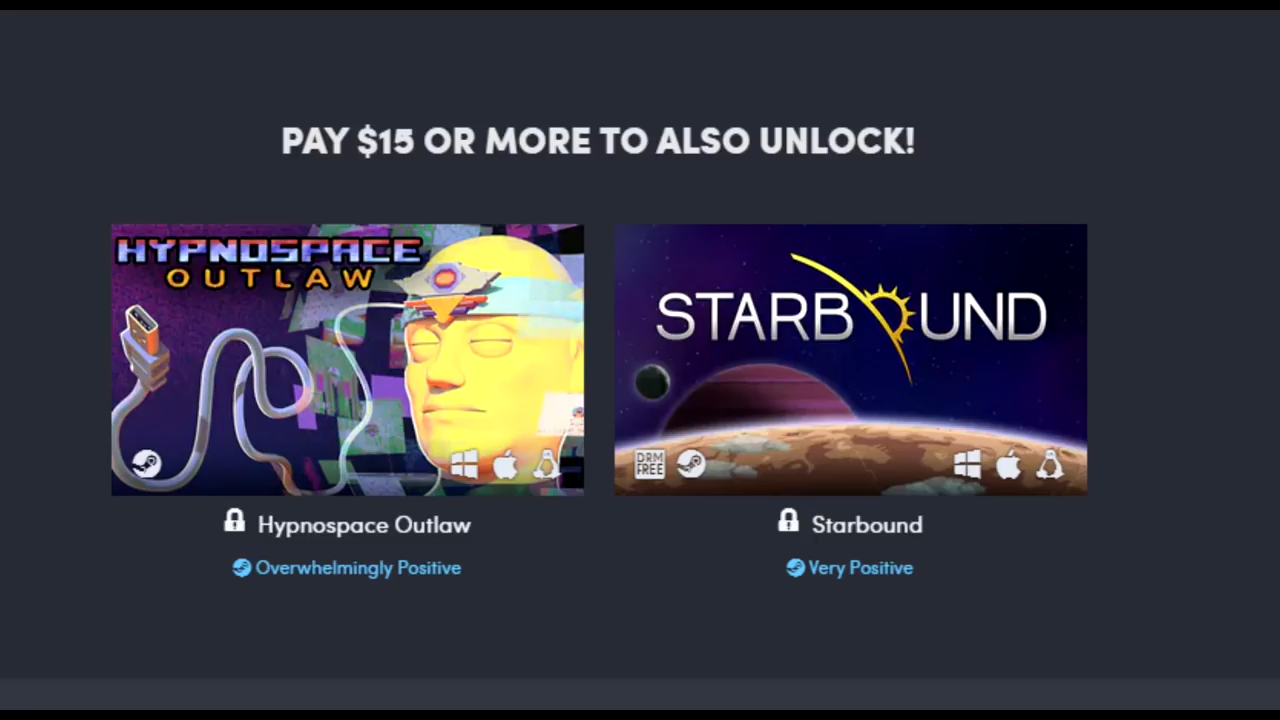 PAY $15 OR MORE TO ALSO UNLOCK!
HYPNOSPACE
OUTLAW
STARBOUND
DRM
FREE
Hypnospace Outlaw
Starbound
Overwhelmingly Positive
Very Positive